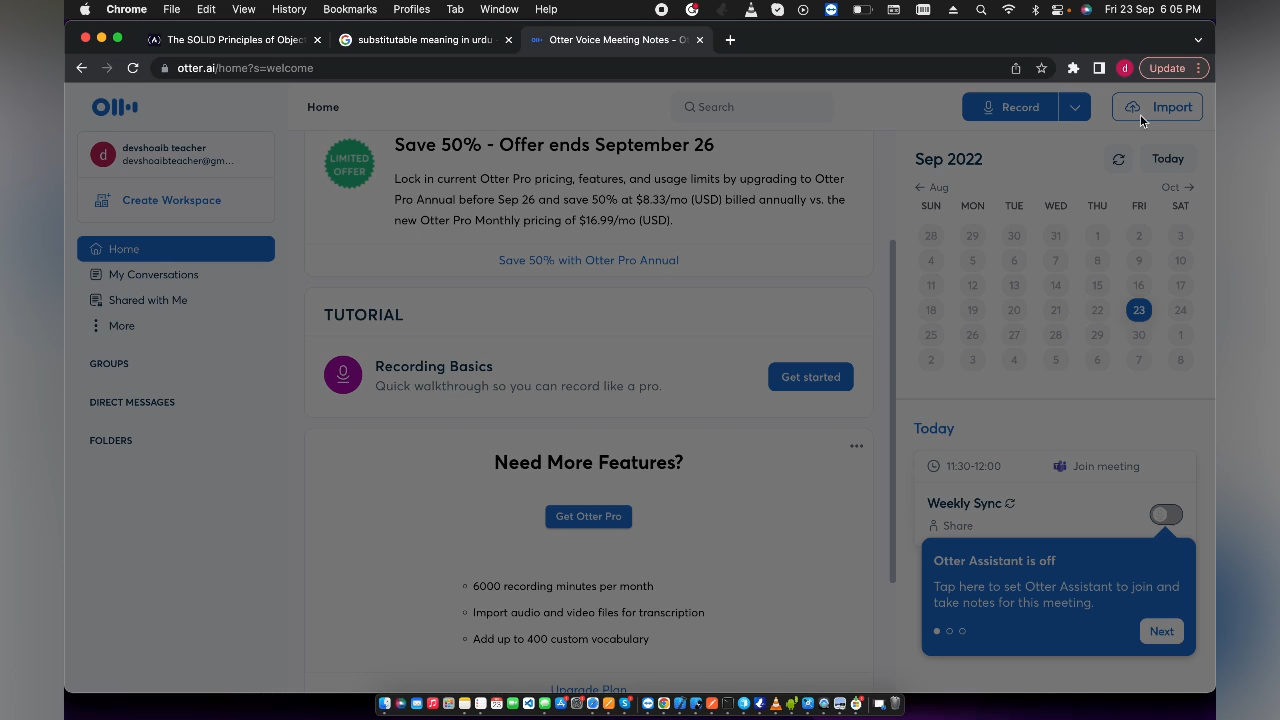 Chrome File Edit View History Bookmarks Profiles Tab Window Help Fri 23 Sep 6 05 PM
The SOLID Principles of Object
substitutable meaning in urdu -
Otter Voice Meeting Notes - Ot
otter.ai/home?s=welcome
d
Update
Home
Search
Record
Import
d
devshoaib teacher
devshoaibteacher@gm...
Create Workspace
Home
My Conversations
Shared with Me
More
GROUPS
DIRECT MESSAGES
FOLDERS
LIMITED
OFFER
Save 50% - Offer ends September 26
Lock in current Otter Pro pricing, features, and usage limits by upgrading to Otter
Pro Annual before Sep 26 and save 50% at $8.33/mo (USD) billed annually vs. the
new Otter Pro Monthly pricing of $16.99/mo (USD).
Save 50% with Otter Pro Annual
TUTORIAL
Recording Basics
Quick walkthrough so you can record like a pro.
Get started
Need More Features?
Get Otter Pro
6000 recording minutes per month
Import audio and video files for transcription
Add up to 400 custom vocabulary
Upgrade Plan
Sep 2022
Today
Aug
Oct
SUN MON TUE WED THU FRI SAT
28 29 30 31 1 2 3
4 5 6 7 8 9 10
11 12 13 14 15 16 17
18 19 20 21 22 23 24
25 26 27 28 29 30 1
2 3 4 5 6 7 8
Today
11:30-12:00
Join meeting
Weekly Sync
Share
Otter Assistant is off
Tap here to set Otter Assistant to join and
take notes for this meeting.
Next